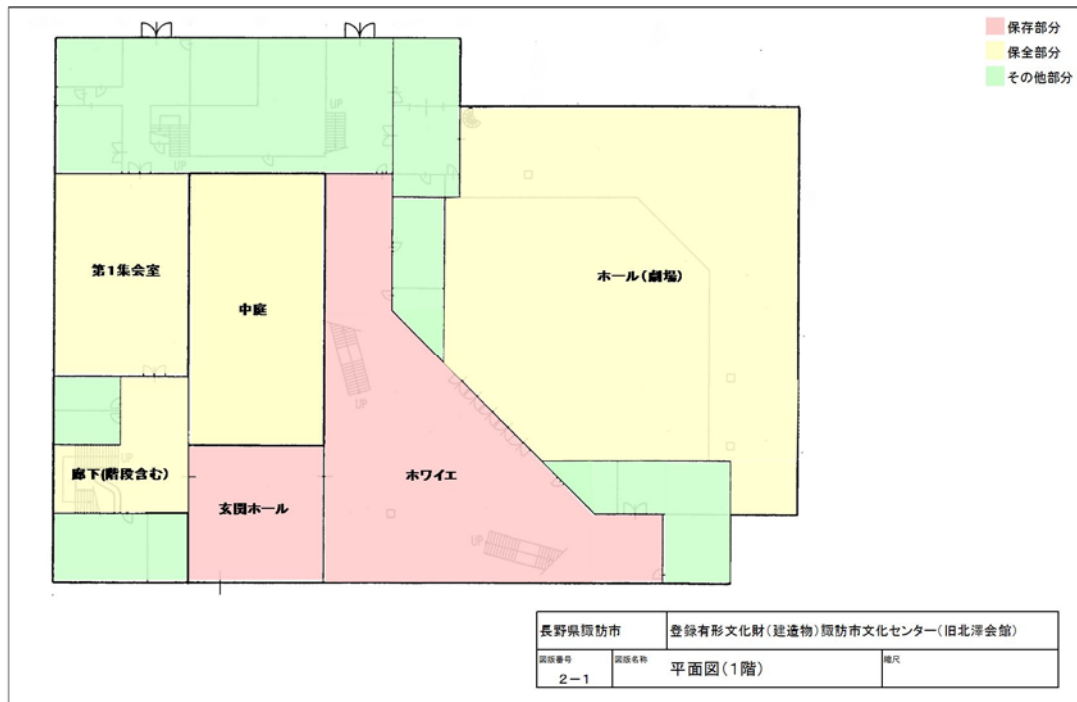 保存部分
保全部分
その他部分
UP
UP
第1集会室
中庭
ホール(劇場)
UP
UP
廊下(階段含む)
玄関ホール
ホワイエ
UP
長野県諏訪市
登録有形文化財(建造物)諏訪市文化センター(旧北澤会館)
図版番号
2-1
図版名称
平面図(1階)
縮尺